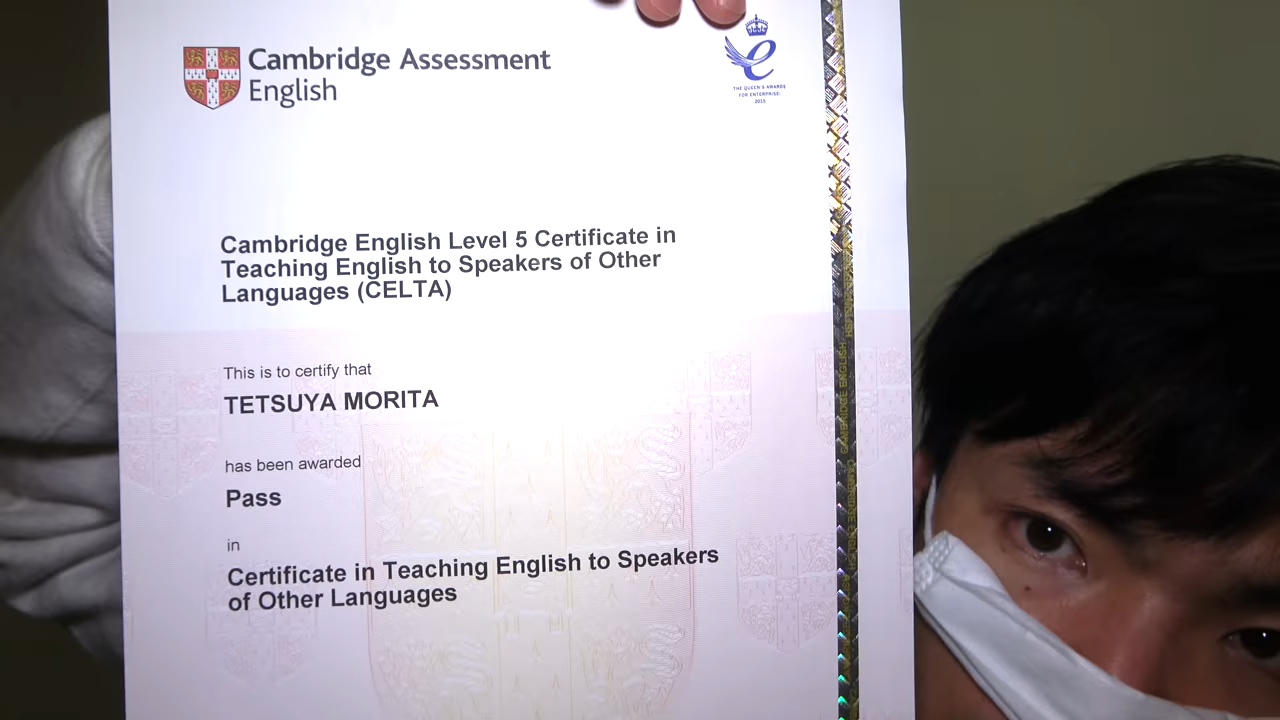 Cambridge Assessment
English
THE QUEEN'S AWARDS
FOR ENTERPRISE:
2015
Cambridge English Level 5 Certificate in
Teaching English to Speakers of Other
Languages (CELTA)
This is to certify that
TETSUYA MORITA
has been awarded
Pass
in
Certificate in Teaching English to Speakers
of Other Languages
CAMBRIDGE ENGLISH